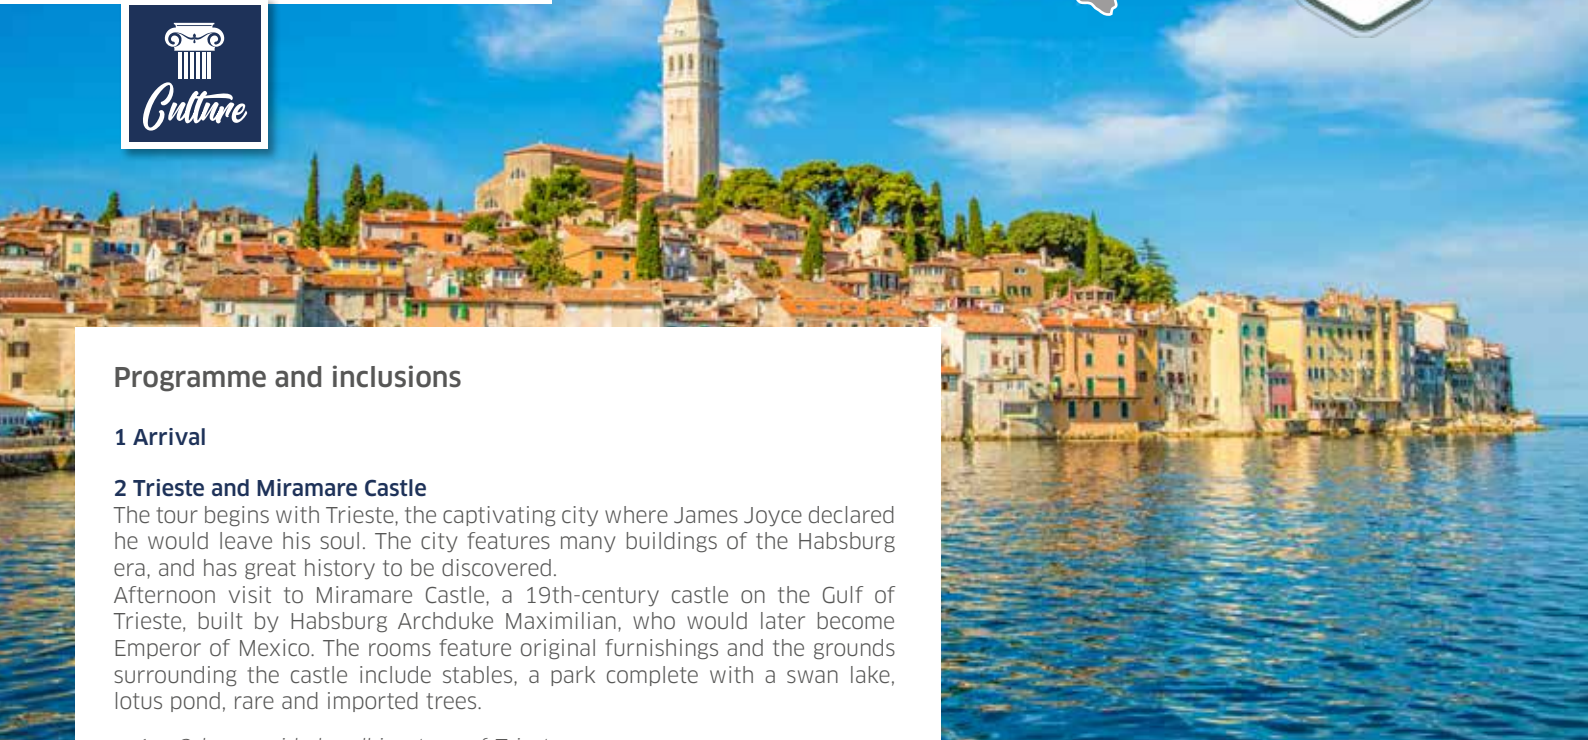 Culture
Programme and inclusions
1 Arrival
2 Trieste and Miramare Castle
The tour begins with Trieste, the captivating city where James Joyce declared
he would leave his soul. The city features many buildings of the Habsburg
era, and has great history to be discovered.
Afternoon visit to Miramare Castle, a 19th-century castle on the Gulf of
Trieste, built by Habsburg Archduke Maximilian, who would later become
Emperor of Mexico. The rooms feature original furnishings and the grounds
surrounding the castle include stables, a park complete with a swan lake,
lotus pond, rare and imported trees.